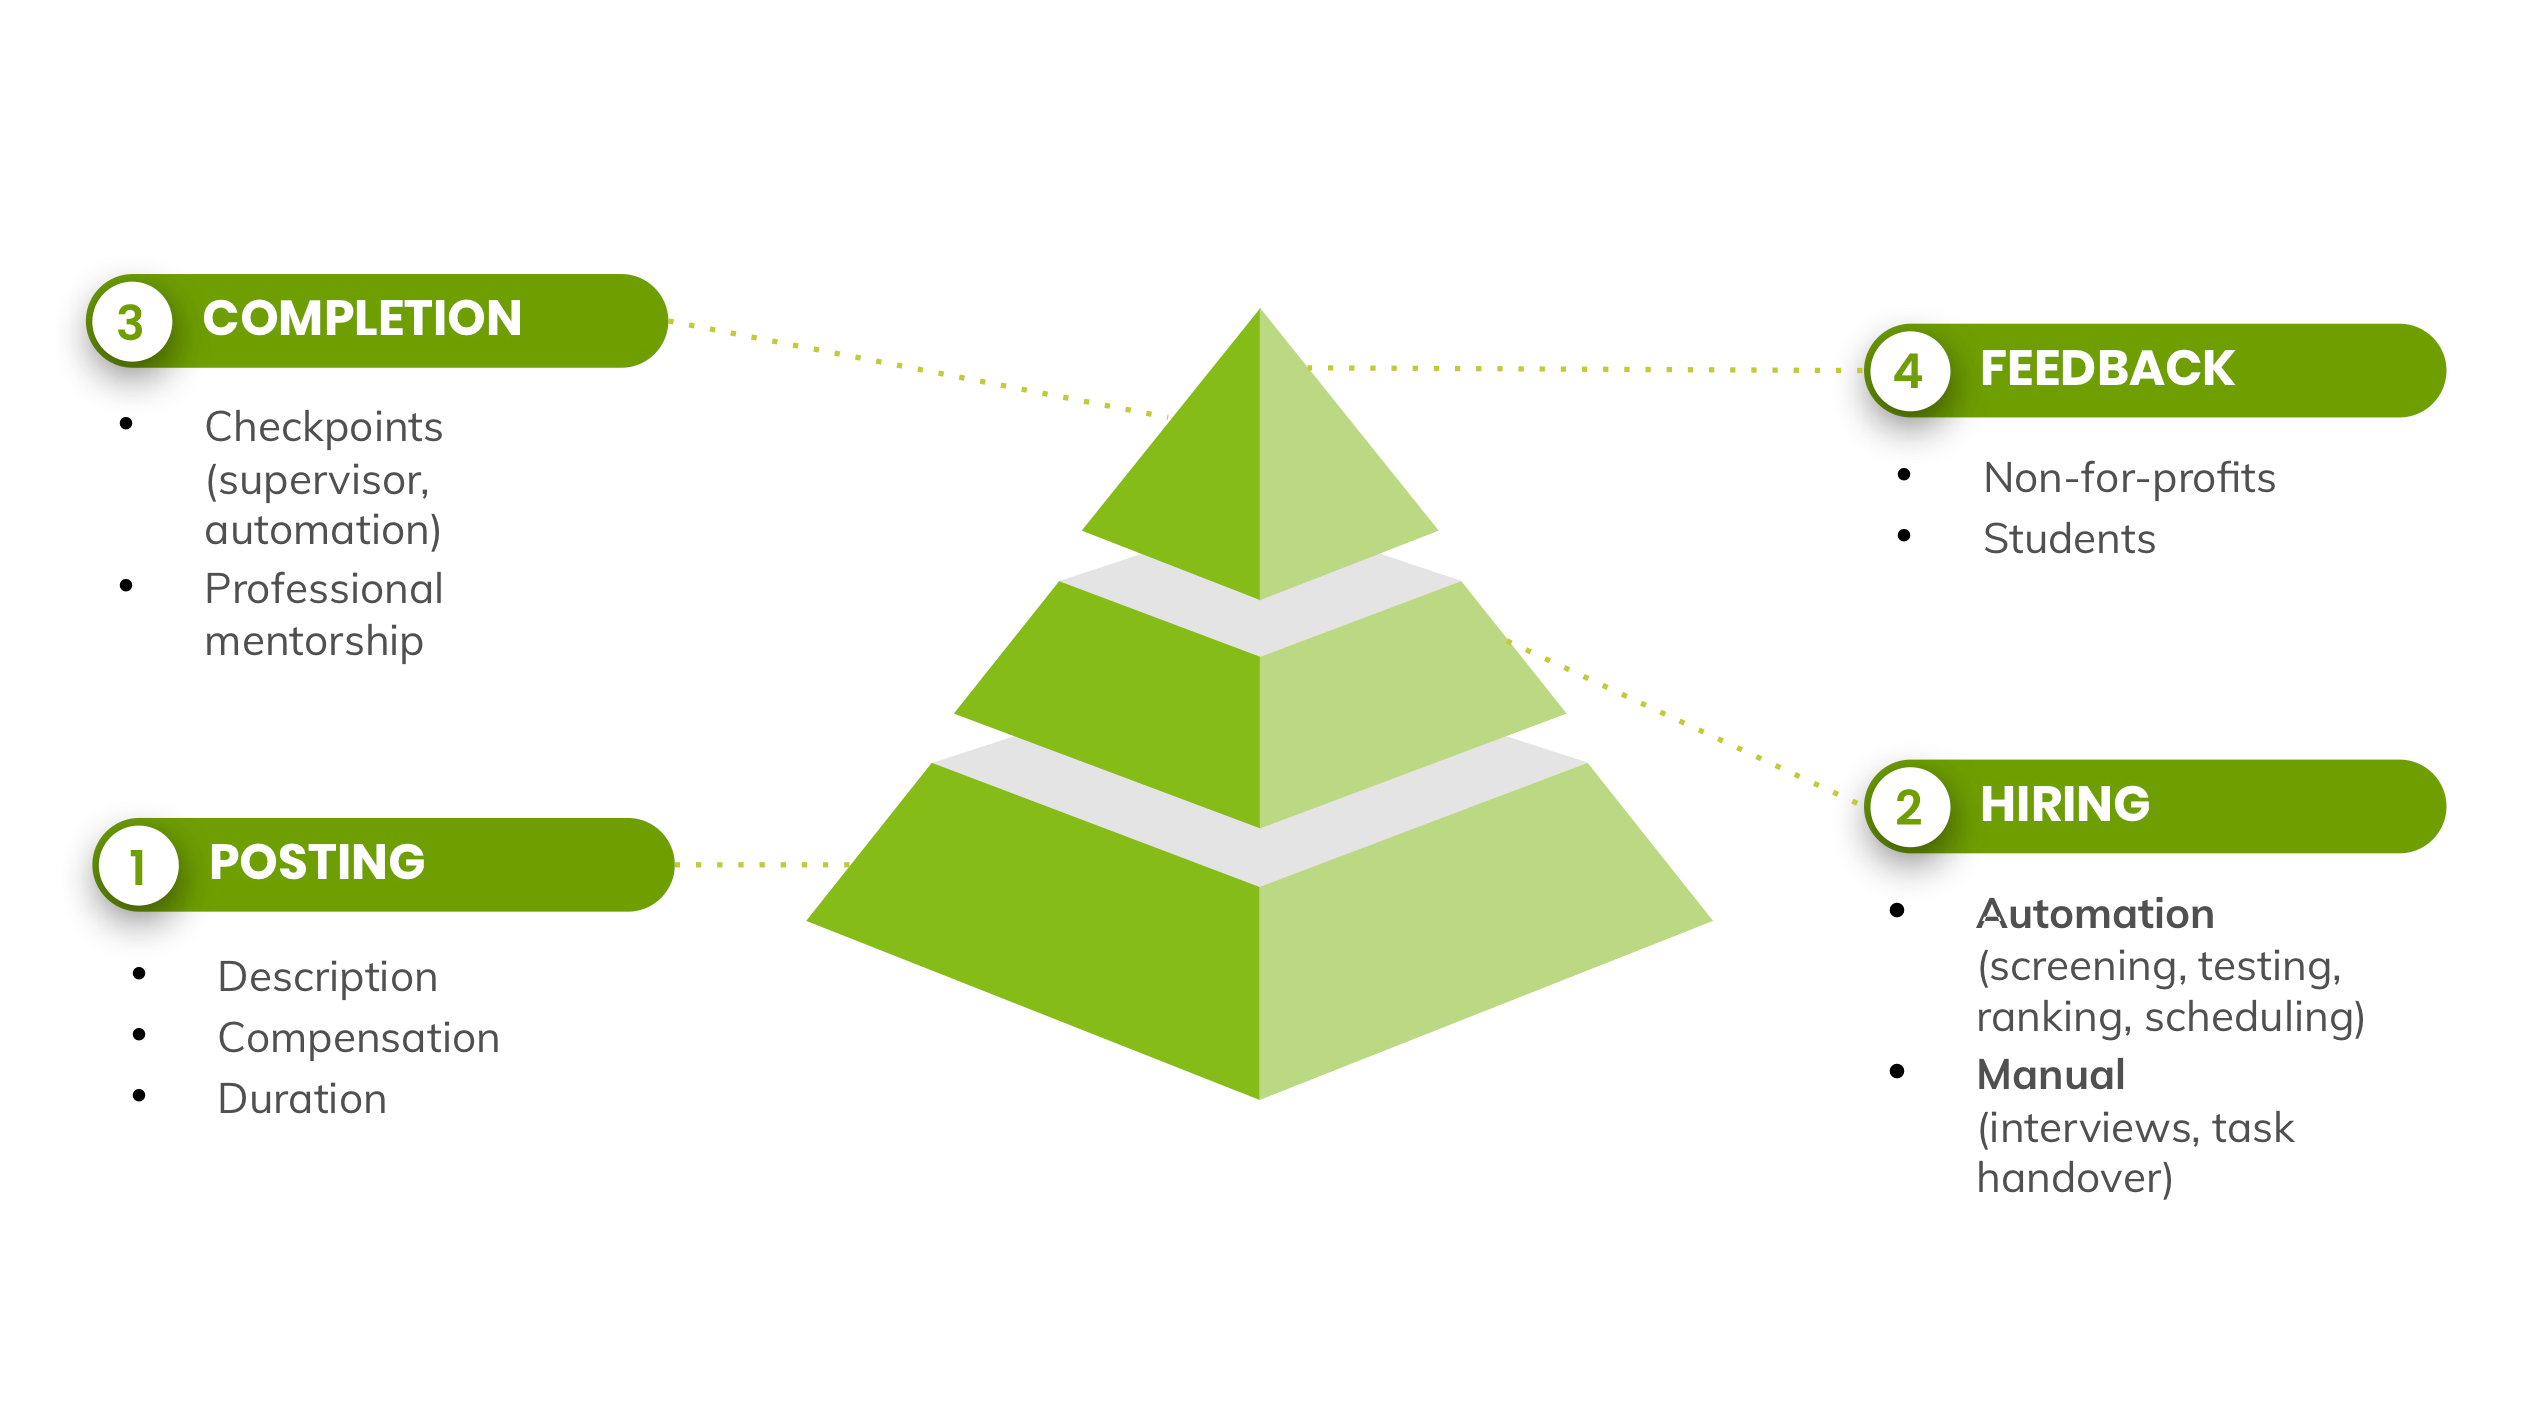 3 COMPLETION
• Checkpoints
(supervisor,
automation)
• Professional
mentorship
1 POSTING
• Description
• Compensation
• Duration
4 FEEDBACK
• Non-for-profits
• Students
2 HIRING
• Automation
(screening, testing,
ranking, scheduling)
• Manual
(interviews, task
handover)